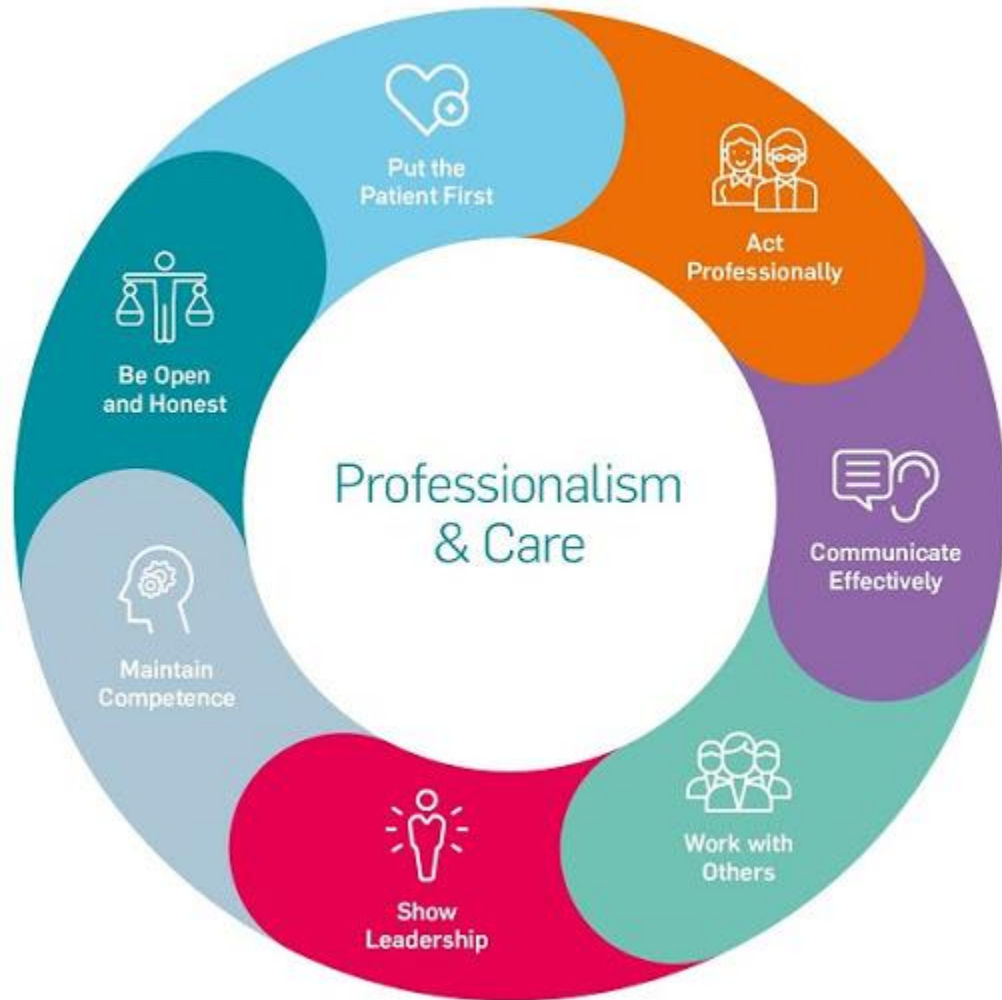 Put the
Patient First
Act
Professionally
Communicate
Effectively
Work with
Others
Show
Leadership
Maintain
Competence
Be Open
and Honest
Professionalism
& Care